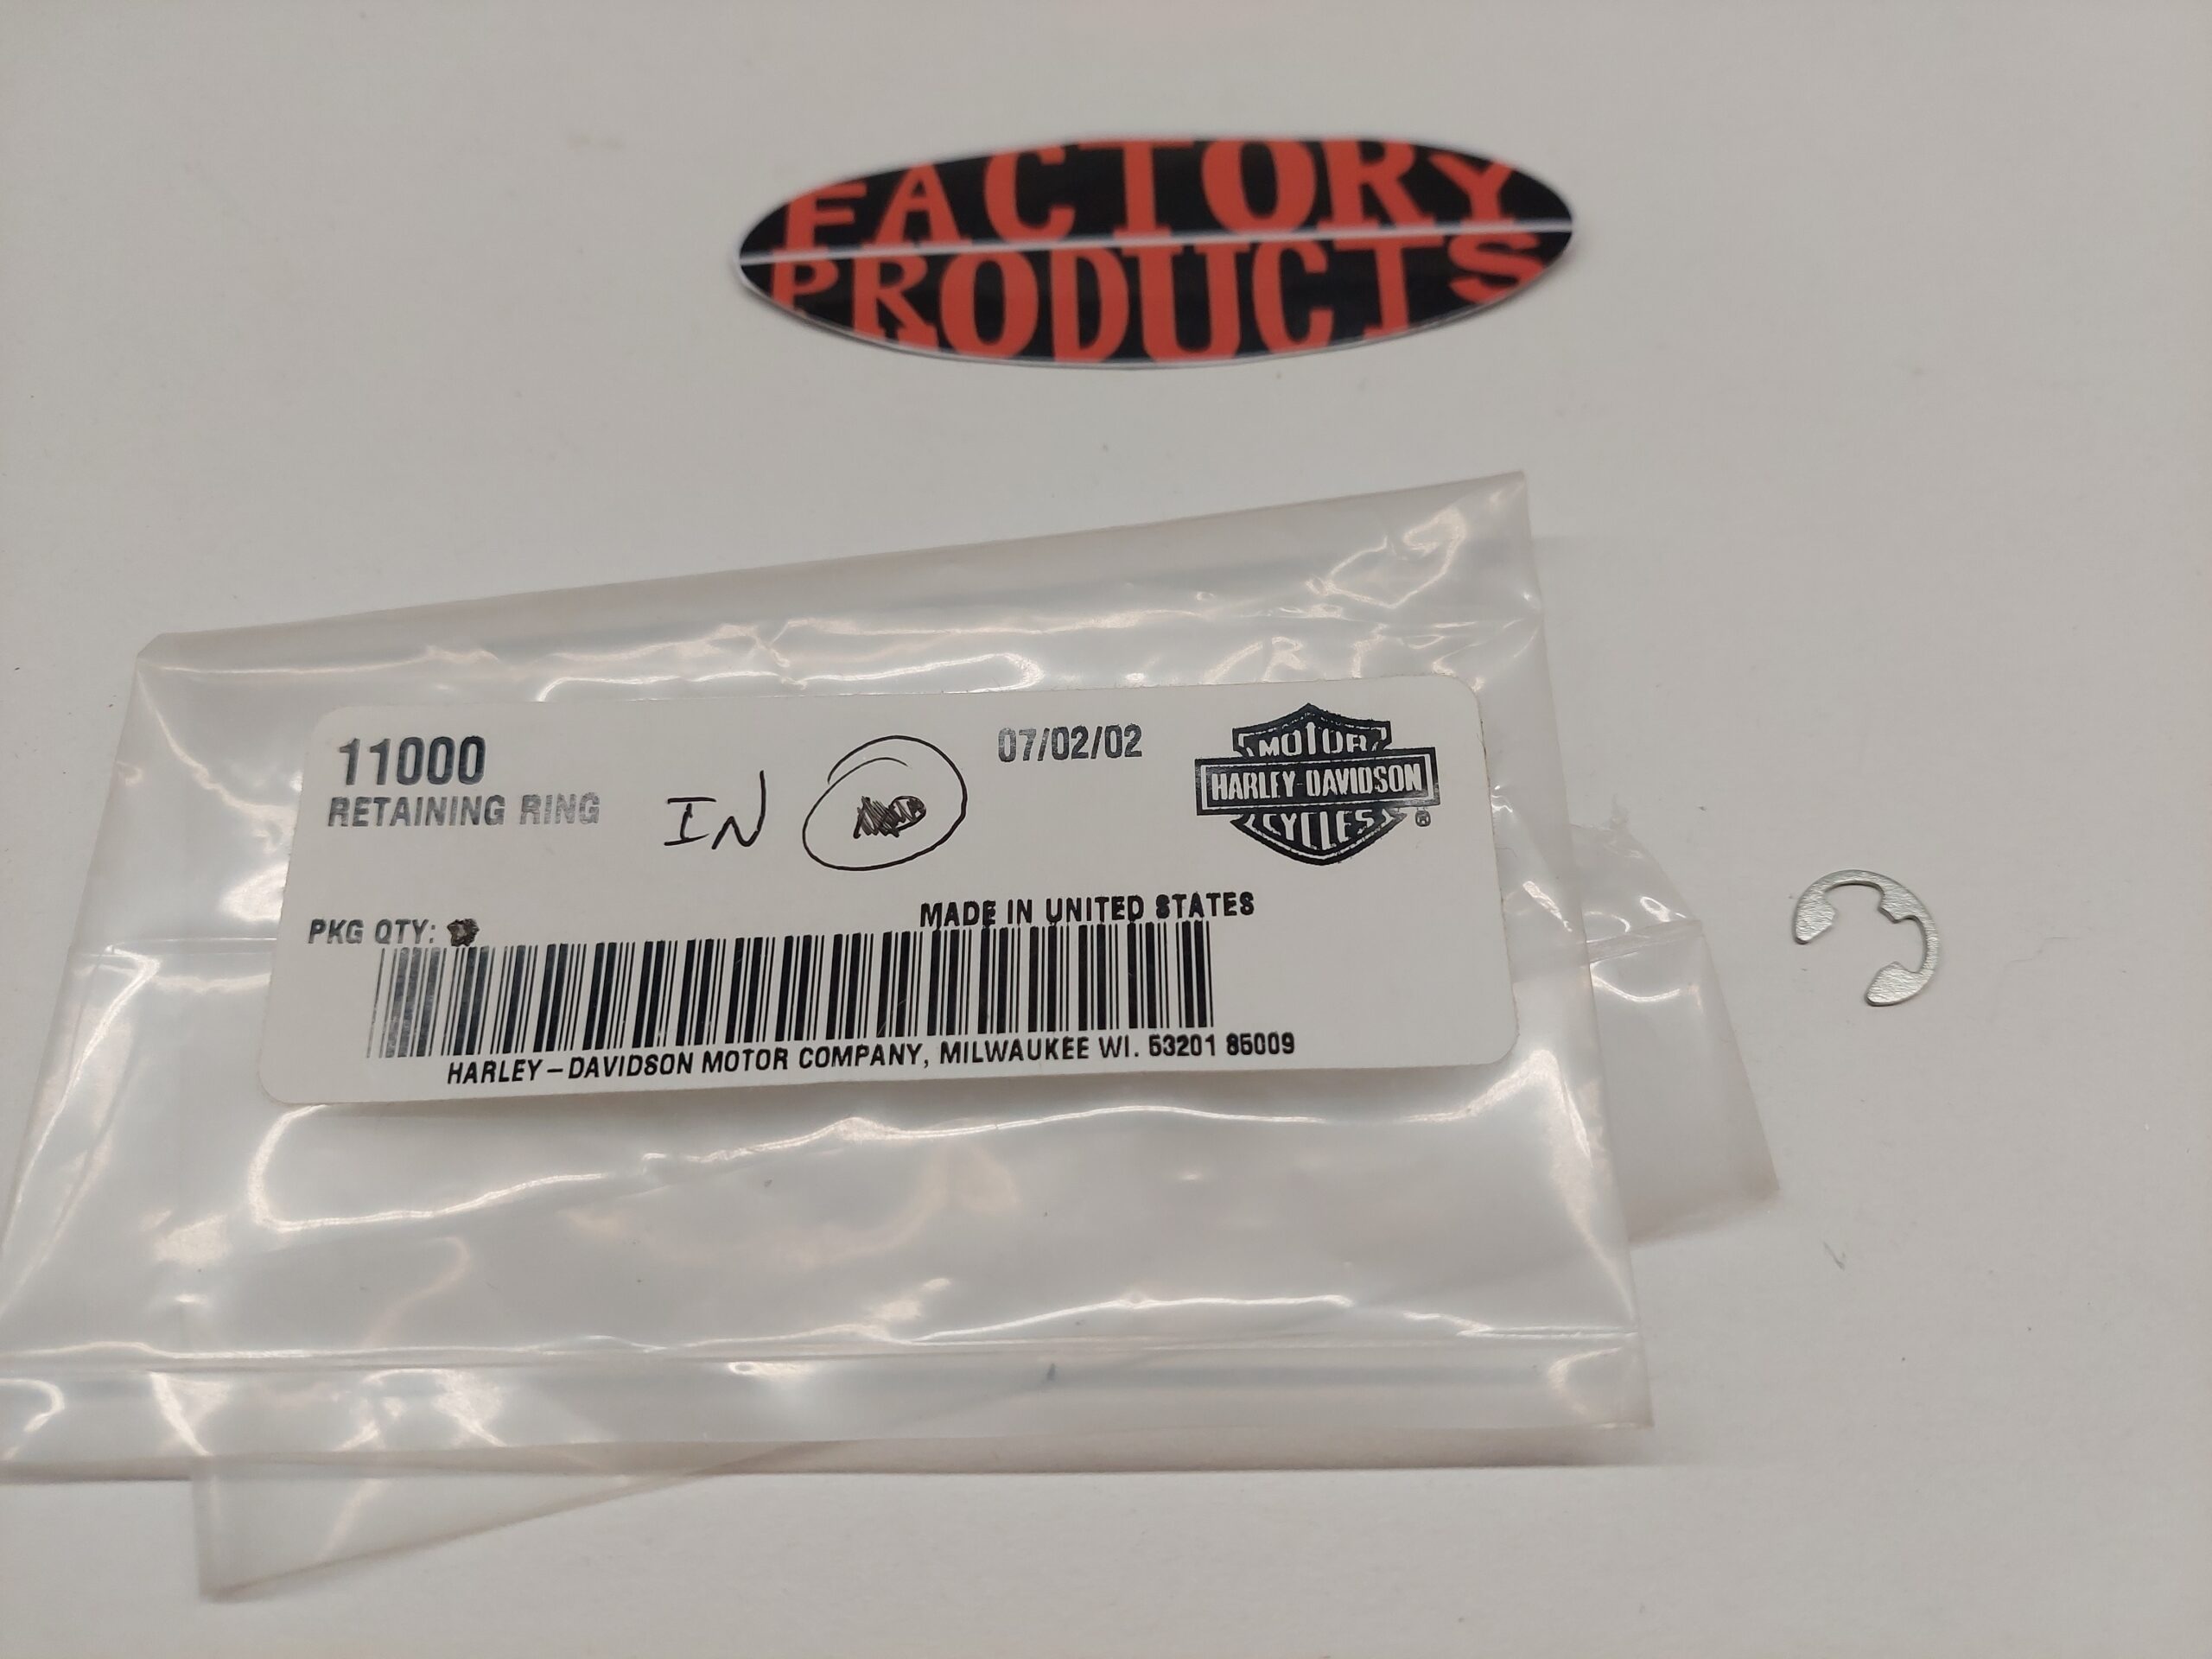 FACTORY
PRODUCTS
11000
RETAINING RING
IN
07/02/02
MOTOR
HARLEY-DAVIDSON
CYCLES
®
PKG QTY:
MADE IN UNITED STATES
HARLEY-DAVIDSON MOTOR COMPANY, MILWAUKEE WI. 53201 85009